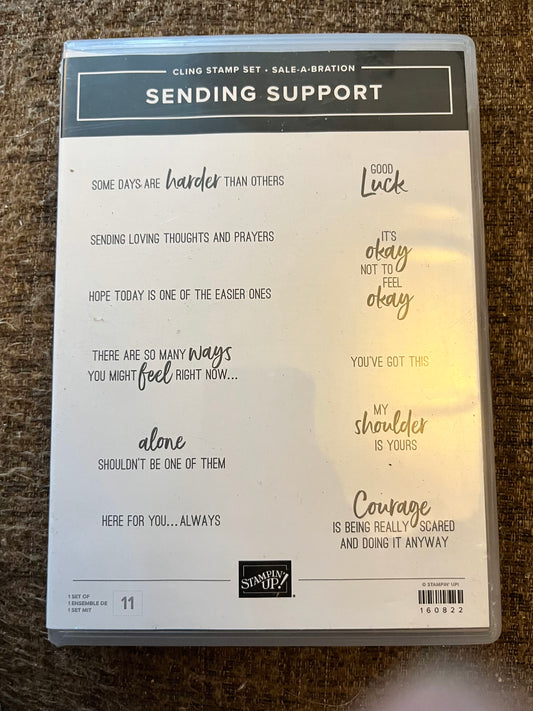 CLING STAMP SET • SALE-A-BRATION
SENDING SUPPORT
SOME DAYS ARE harder THAN OTHERS
SENDING LOVING THOUGHTS AND PRAYERS
HOPE TODAY IS ONE OF THE EASIER ONES
THERE ARE SO MANY ways
YOU MIGHT feel RIGHT NOW...
alone
SHOULDN'T BE ONE OF THEM
HERE FOR YOU...ALWAYS
GOOD
Luck
IT'S
okay
NOT TO
FEEL
okay
YOU'VE GOT THIS
MY
shoulder
IS YOURS
Courage
IS BEING REALLY SCARED
AND DOING IT ANYWAY
STAMPIN'
UP!®
1 SET OF
1 ENSEMBLE DE
1 SET MIT
11
© STAMPIN' UP!
160822